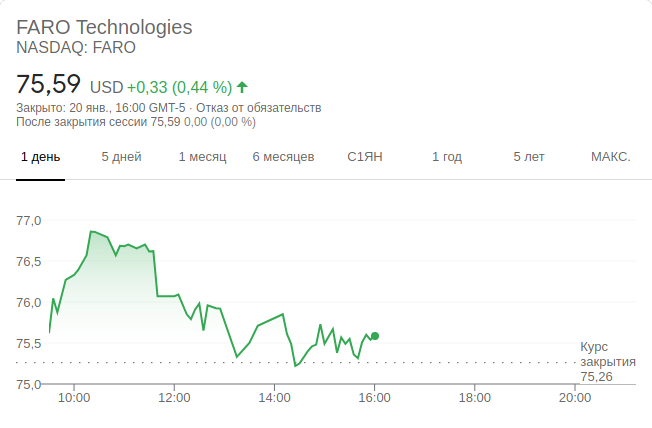 FARO Technologies
NASDAQ: FARO
75,59 USD +0,33 (0,44 %)
Закрыто: 20 янв., 16:00 GMT-5 · Отказ от обязательств
После закрытия сессии 75,59 0,00 (0,00 %)
1 день 5 дней 1 месяц 6 месяцев С1ЯН 1 год 5 лет МАКС.
77,0
76,5
76,0
75,5
75,0
Курс
закрытия
75,26
10:00 12:00 14:00 16:00 18:00 20:00